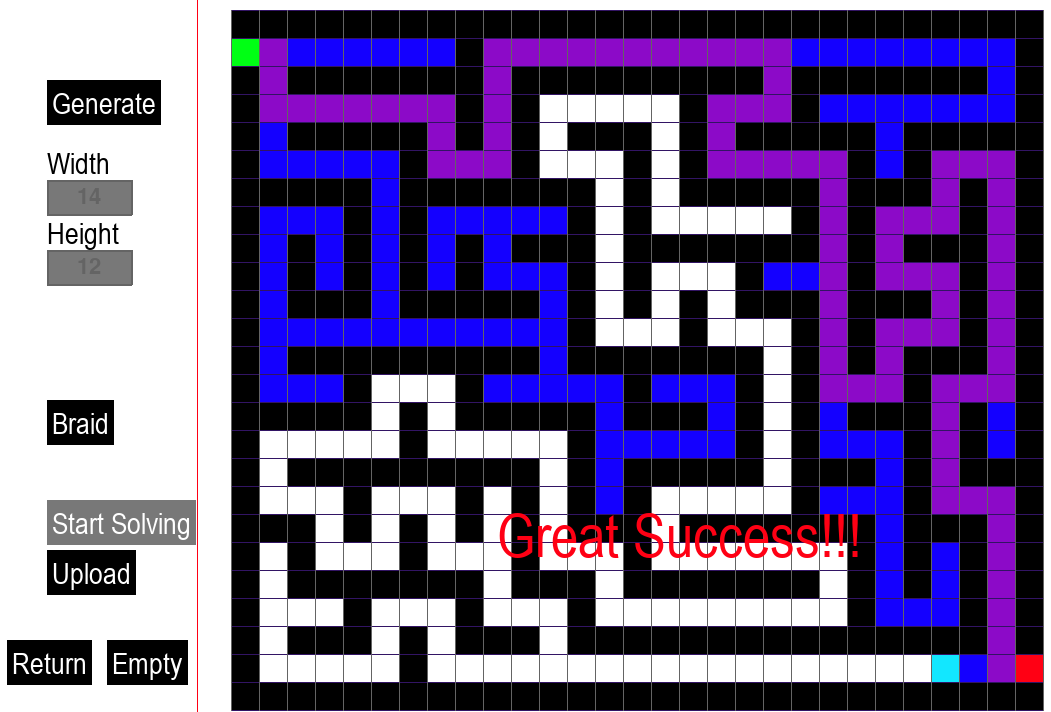 Generate
Width
14
Height
12
Braid
Start Solving
Upload
Return
Empty
Great Success!!!